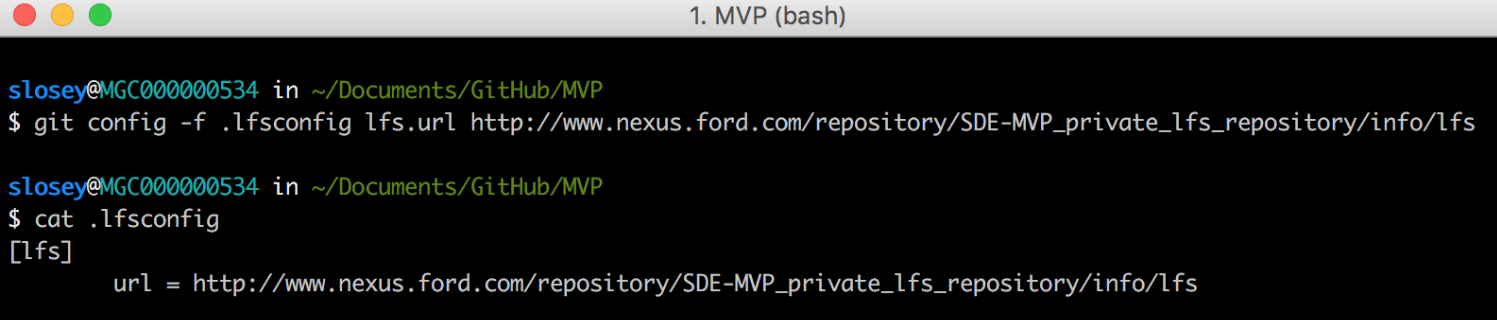 1. MVP (bash)
slosey@MGC000000534 in ~/Documents/GitHub/MVP
$ git config -f .lfsconfig lfs.url http://www.nexus.ford.com/repository/SDE-MVP_private_lfs_repository/info/lfs
slosey@MGC000000534 in ~/Documents/GitHub/MVP
$ cat .lfsconfig
[lfs]
        url = http://www.nexus.ford.com/repository/SDE-MVP_private_lfs_repository/info/lfs